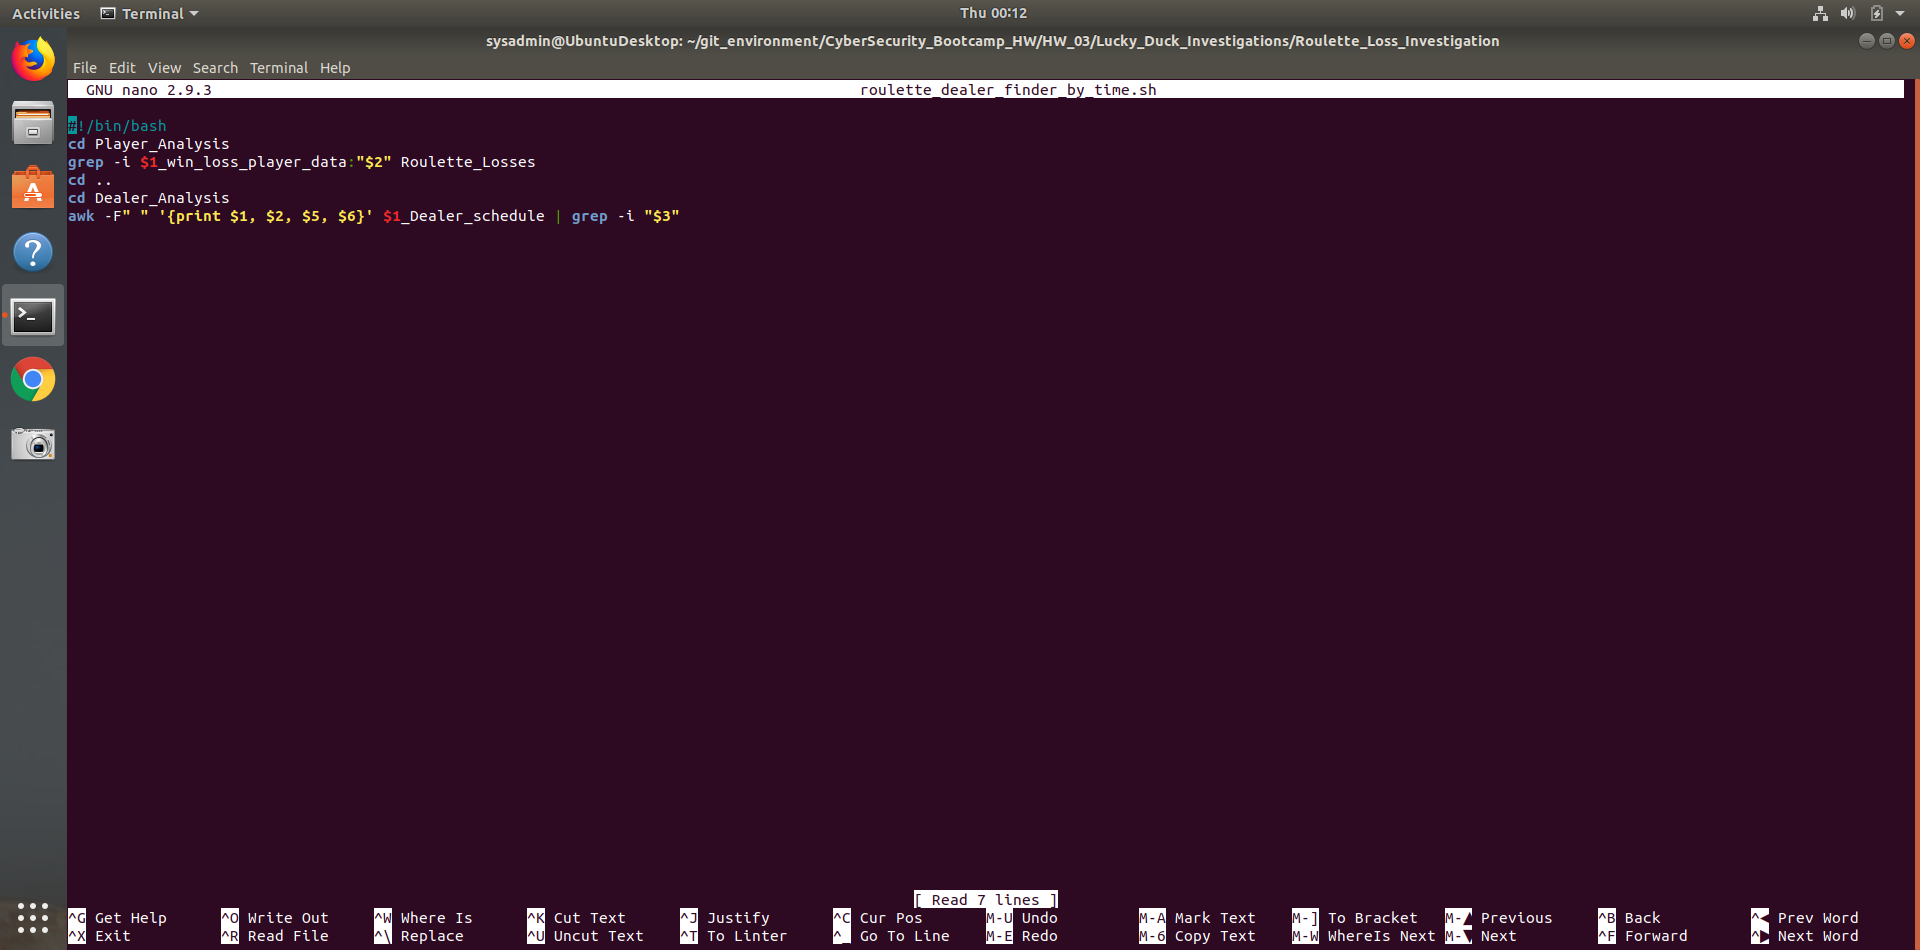 Activities Terminal Thu 00:12
sysadmin@UbuntuDesktop: ~/git_environment/CyberSecurity_Bootcamp_HW/HW_03/Lucky_Duck_Investigations/Roulette_Loss_Investigation
File Edit View Search Terminal Help
GNU nano 2.9.3 roulette_dealer_finder_by_time.sh
#!/bin/bash
cd Player_Analysis
grep -i $1_win_loss_player_data:"$2" Roulette_Losses
cd ..
cd Dealer_Analysis
awk -F" " '{print $1, $2, $5, $6}' $1_Dealer_schedule | grep -i "$3"
[ Read 7 lines ]
^G Get Help ^O Write Out ^W Where Is ^K Cut Text ^J Justify ^C Cur Pos M-U Undo M-A Mark Text M-] To Bracket M-▲ Previous ^B Back ^◀ Prev Word
^X Exit ^R Read File ^\ Replace ^U Uncut Text ^T To Linter ^_ Go To Line M-E Redo M-6 Copy Text M-W WhereIs Next M-▼ Next ^F Forward ^▶ Next Word